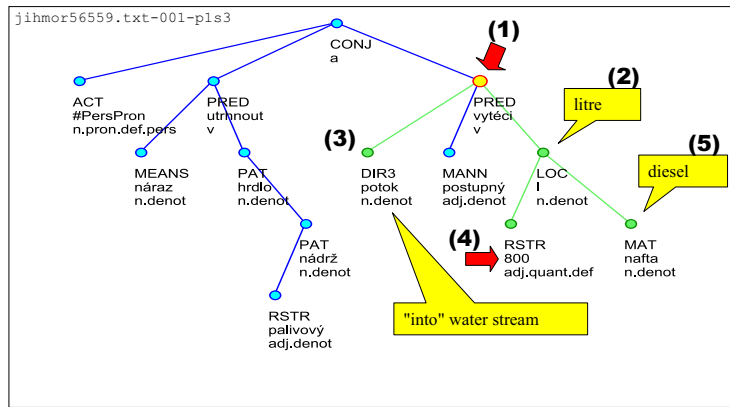 jihmor56559.txt-001-p1s3
CONJ
a
(1)
(2)
litre
ACT
#PersPron
n.pron.def.pers
PRED
utrhnout
v
PRED
vytéci
v
(3)
(5)
diesel
MEANS
náraz
n.denot
PAT
hrdlo
n.denot
DIR3
potok
n.denot
MANN
postupný
adj.denot
LOC
l
n.denot
(4)
PAT
nádrž
n.denot
RSTR
800
adj.quant.def
MAT
nafta
n.denot
RSTR
palivový
adj.denot
"into" water stream